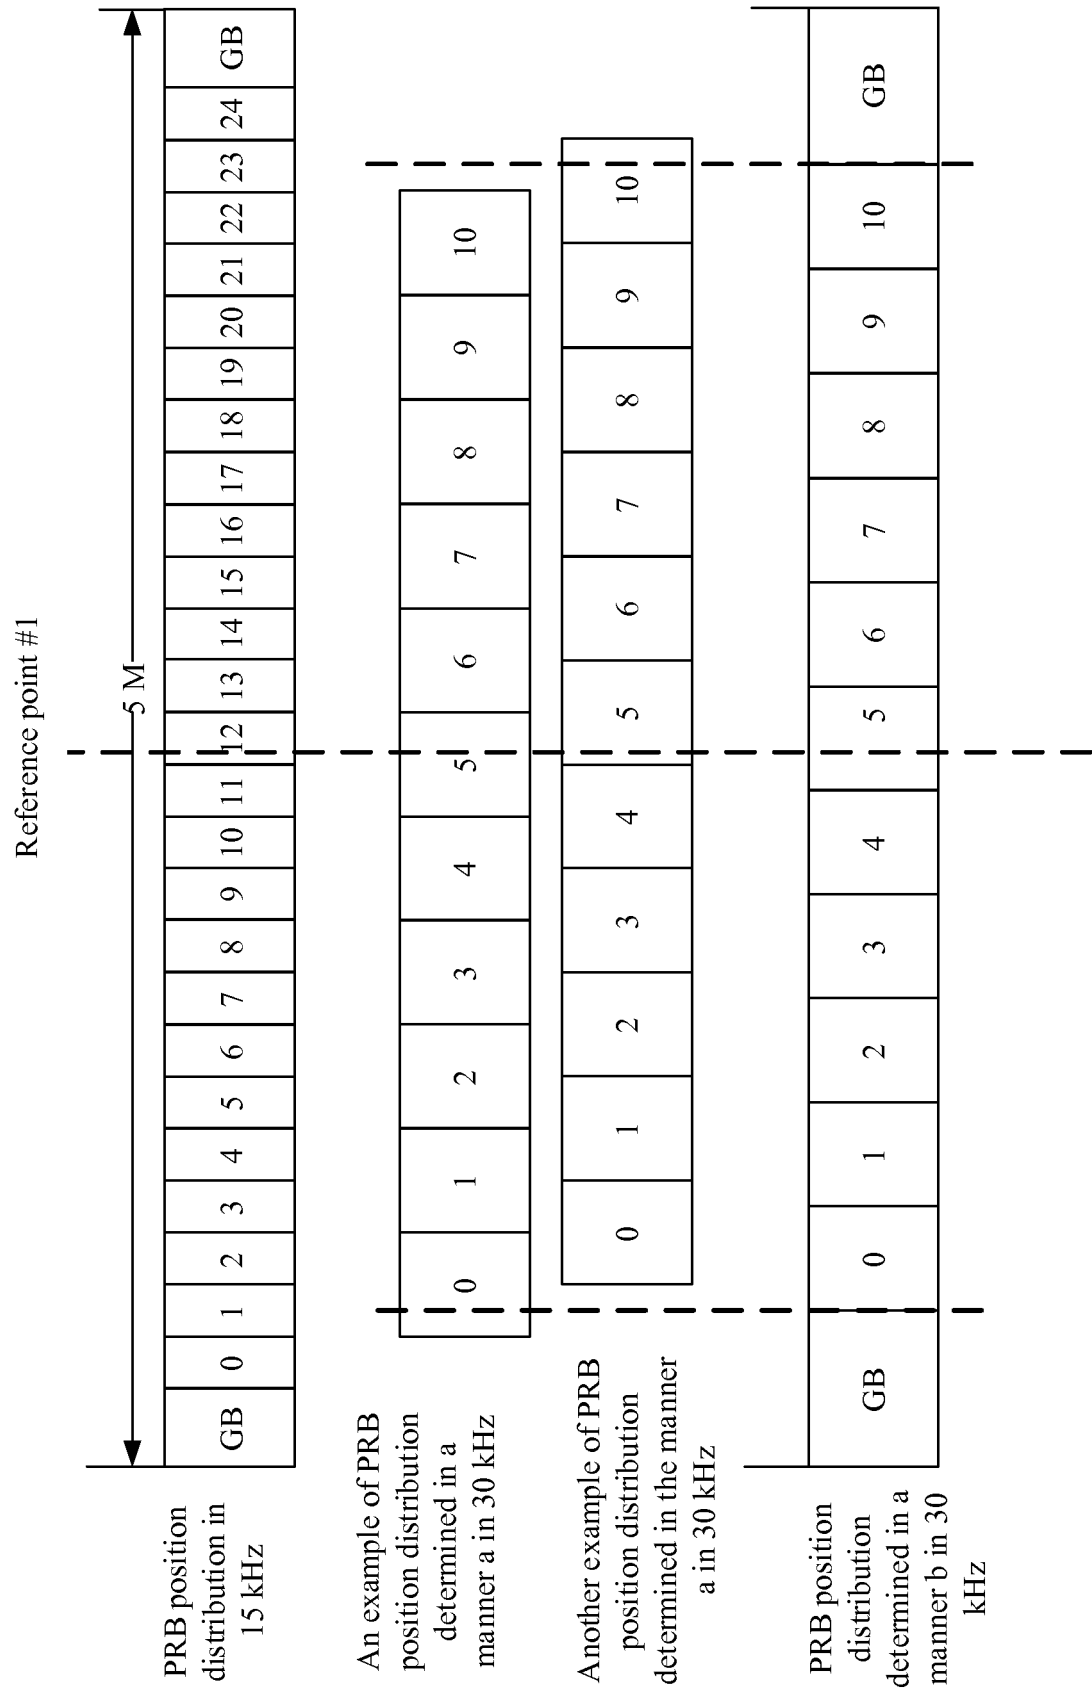 Reference point #1
5 M
PRB position
distribution in
15 kHz
GB 0 1 2 3 4 5 6 7 8 9 10 11 12 13 14 15 16 17 18 19 20 21 22 23 24 GB
An example of PRB
position distribution
determined in a
manner a in 30 kHz
0 1 2 3 4 5 6 7 8 9 10
Another example of PRB
position distribution
determined in the manner
a in 30 kHz
0 1 2 3 4 5 6 7 8 9 10
PRB position
distribution
determined in a
manner b in 30
kHz
GB 0 1 2 3 4 5 6 7 8 9 10 GB